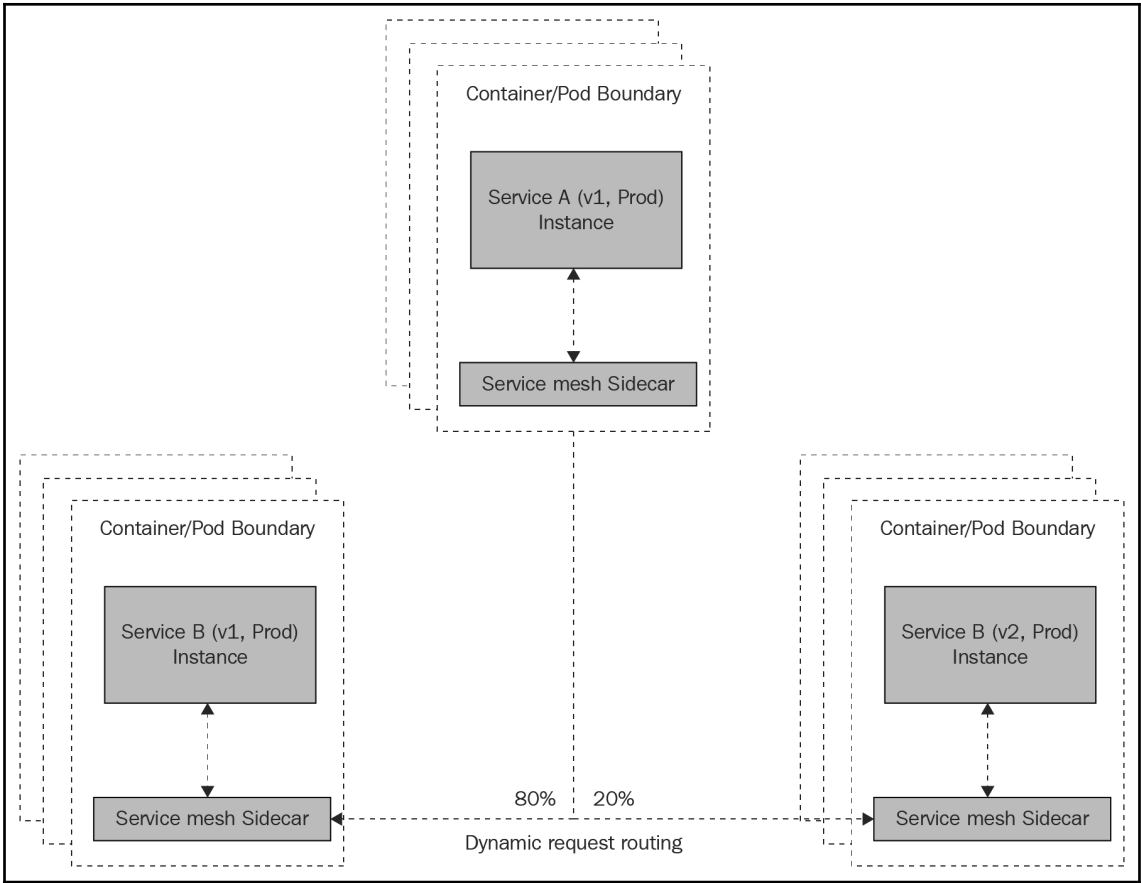 Container/Pod Boundary
Service A (v1, Prod)
Instance
Service mesh Sidecar
Container/Pod Boundary
Service B (v1, Prod)
Instance
Service mesh Sidecar
Container/Pod Boundary
Service B (v2, Prod)
Instance
Service mesh Sidecar
80%
20%
Dynamic request routing